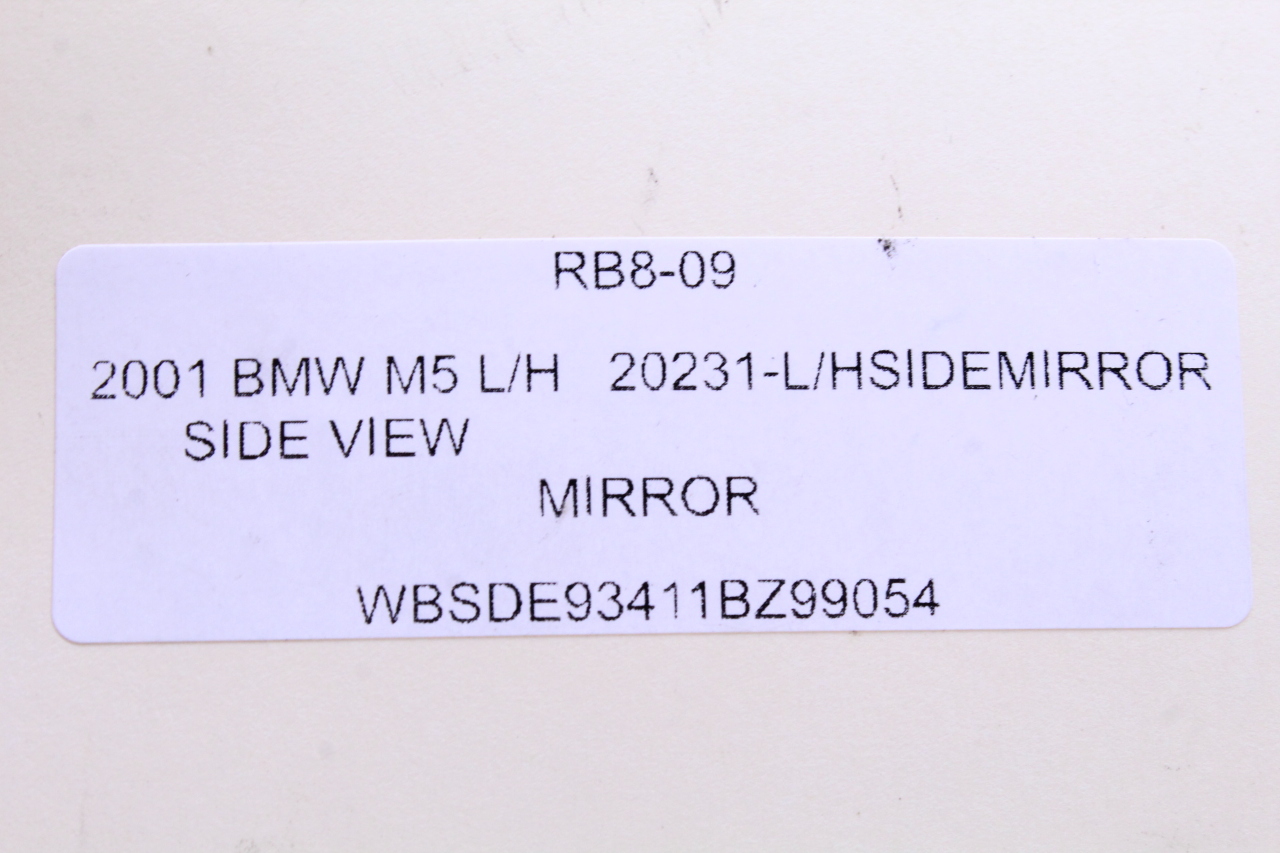 RB8-09
2001 BMW M5 L/H 20231-L/HSIDEMIRROR
SIDE VIEW
MIRROR
WBSDE93411BZ99054